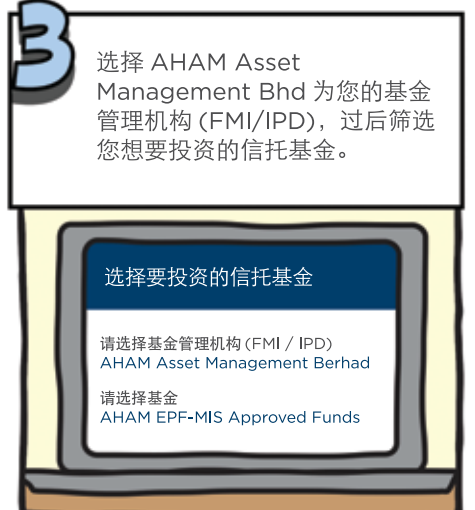 3
选择 AHAM Asset
Management Bhd 为您的基金
管理机构 (FMI/IPD)，过后筛选
您想要投资的信托基金。
选择要投资的信托基金
请选择基金管理机构 (FMI / IPD)
AHAM Asset Management Berhad
请选择基金
AHAM EPF-MIS Approved Funds